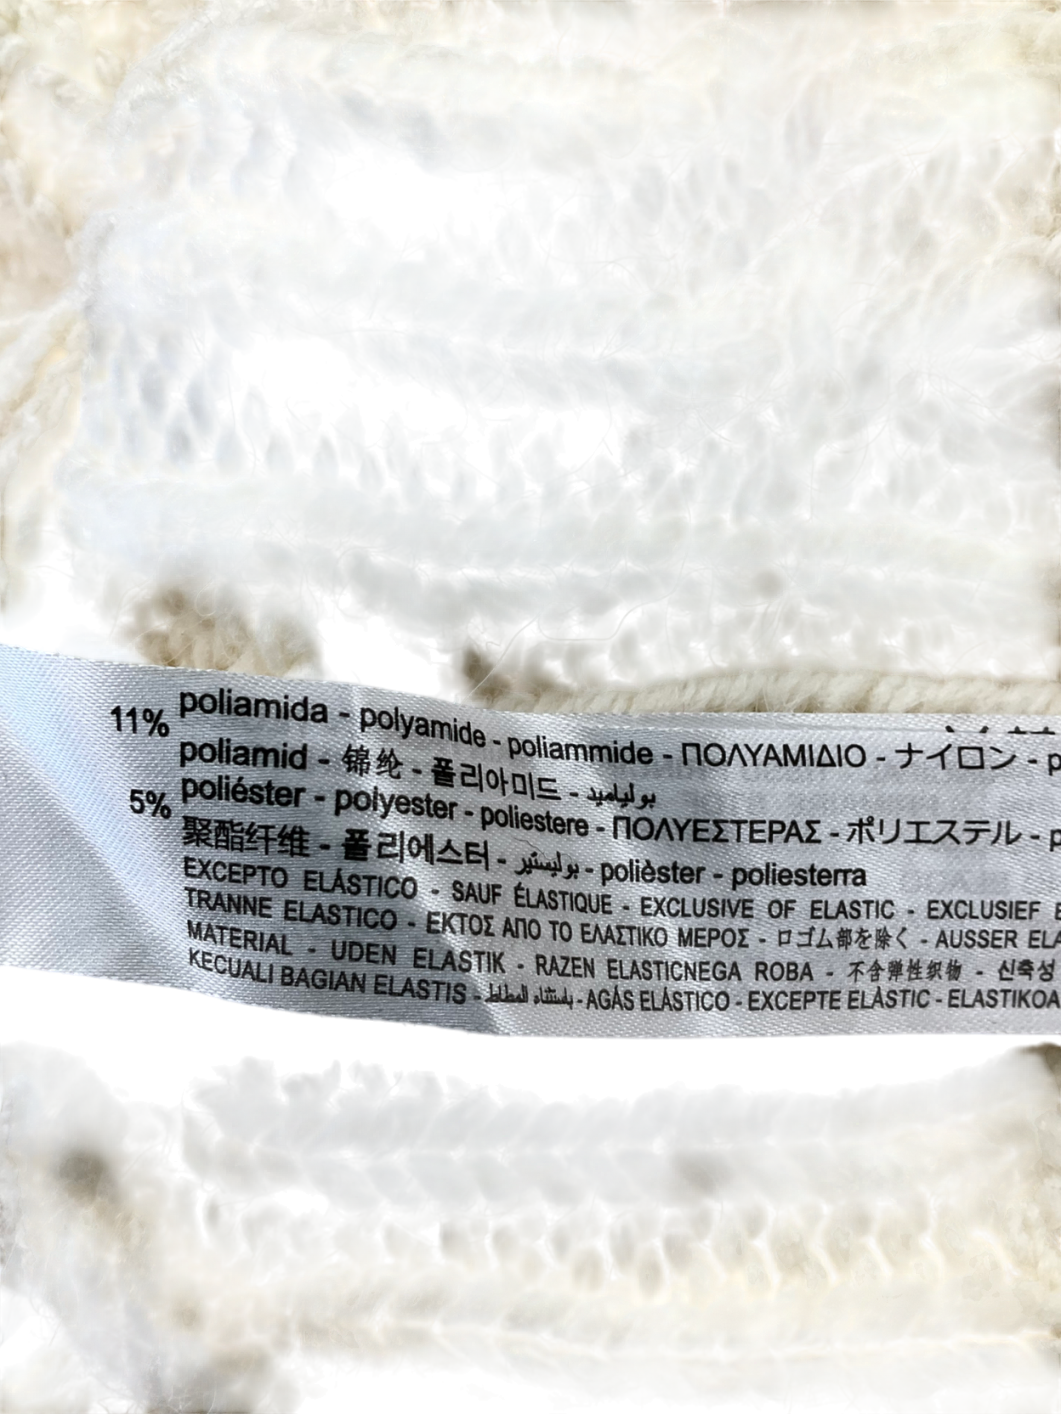 11% poliamida - polyamide - poliammide - ΠΟΛΥΑΜΙΔΙΟ - ナイロン - p
poliamid - 锦纶 - 폴리아미드 - بولياميد
5% poliéster - polyester - poliestere - ΠΟΛΥΕΣΤΕΡΑΣ - ポリエステル - p
聚酯纤维 - 폴리에스터 - بوليستير - polièster - poliesterra
EXCEPTO ELÁSTICO - SAUF ÉLASTIQUE - EXCLUSIVE OF ELASTIC - EXCLUSIEF E
TRANNE ELASTICO - ΕΚΤΟΣ ΑΠΟ ΤΟ ΕΛΑΣΤΙΚΟ ΜΕΡΟΣ - ロゴム部を除く - AUSSER ELA
MATERIAL - UDEN ELASTIK - RAZEN ELASTICNEGA ROBA - 不含弹性织物 - 신축성
KECUALI BAGIAN ELASTIS - باستثناء المطاط - AGÁS ELÁSTICO - EXCEPTE ELÀSTIC - ELASTIKOA